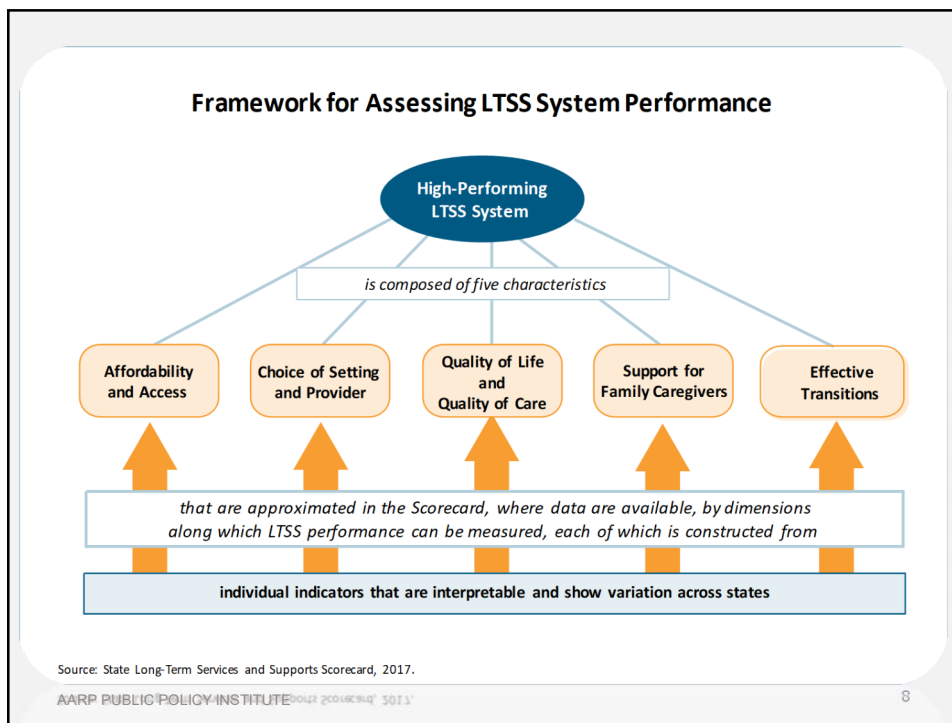 Framework for Assessing LTSS System Performance
High-Performing
LTSS System
is composed of five characteristics
Affordability
and Access
Choice of Setting
and Provider
Quality of Life
and
Quality of Care
Support for
Family Caregivers
Effective
Transitions
that are approximated in the Scorecard, where data are available, by dimensions
along which LTSS performance can be measured, each of which is constructed from
individual indicators that are interpretable and show variation across states
Source: State Long-Term Services and Supports Scorecard, 2017.
AARP PUBLIC POLICY INSTITUTE
8